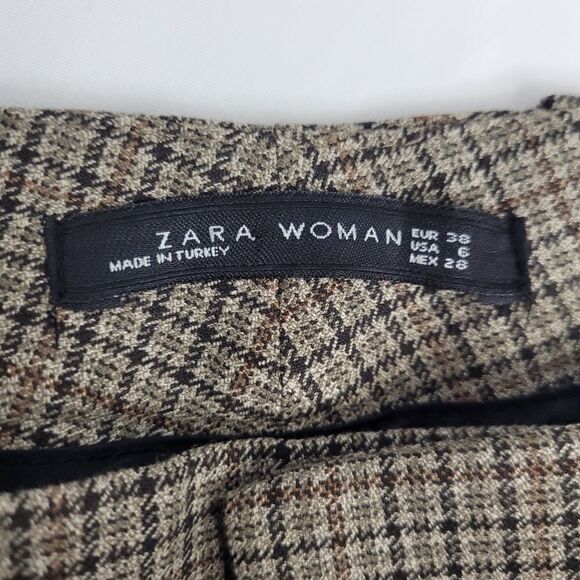 ZARA WOMAN
MADE IN TURKEY
EUR 38
USA 6
MEX 28